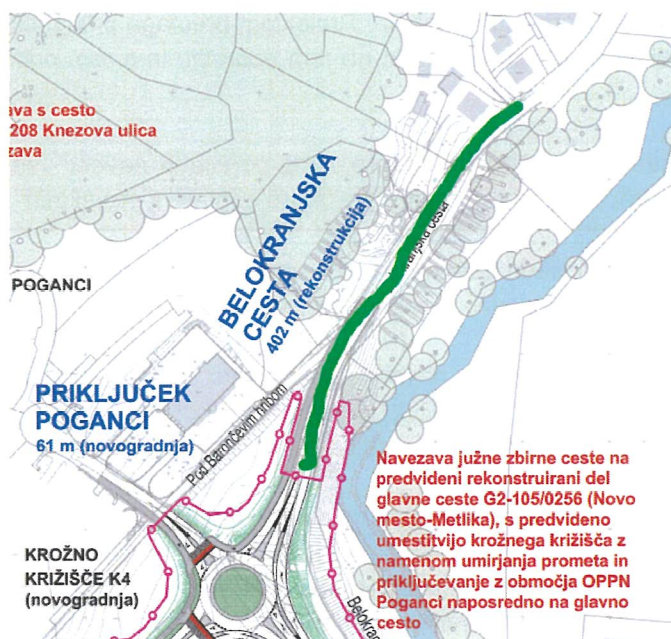 ava s cesto
208 Knezova ulica
zava
BELOKRANJSKA
CESTA
402 m (rekonstrukcija)
POGANCI
PRIKLJUČEK
POGANCI
61 m (novogradnja)
Pod Barončevim hribom
cesta
Navezava južne zbirne ceste na
predvideni rekonstruirani del
glavne ceste G2-105/0256 (Novo
mesto-Metlika), s predvideno
umestitvijo krožnega križišča z
namenom umirjanja prometa in
priključevanje z območja OPPN
Poganci naposredno na glavno
cesto
KROŽNO
KRIŽIŠČE K4
(novogradnja)
Belokra